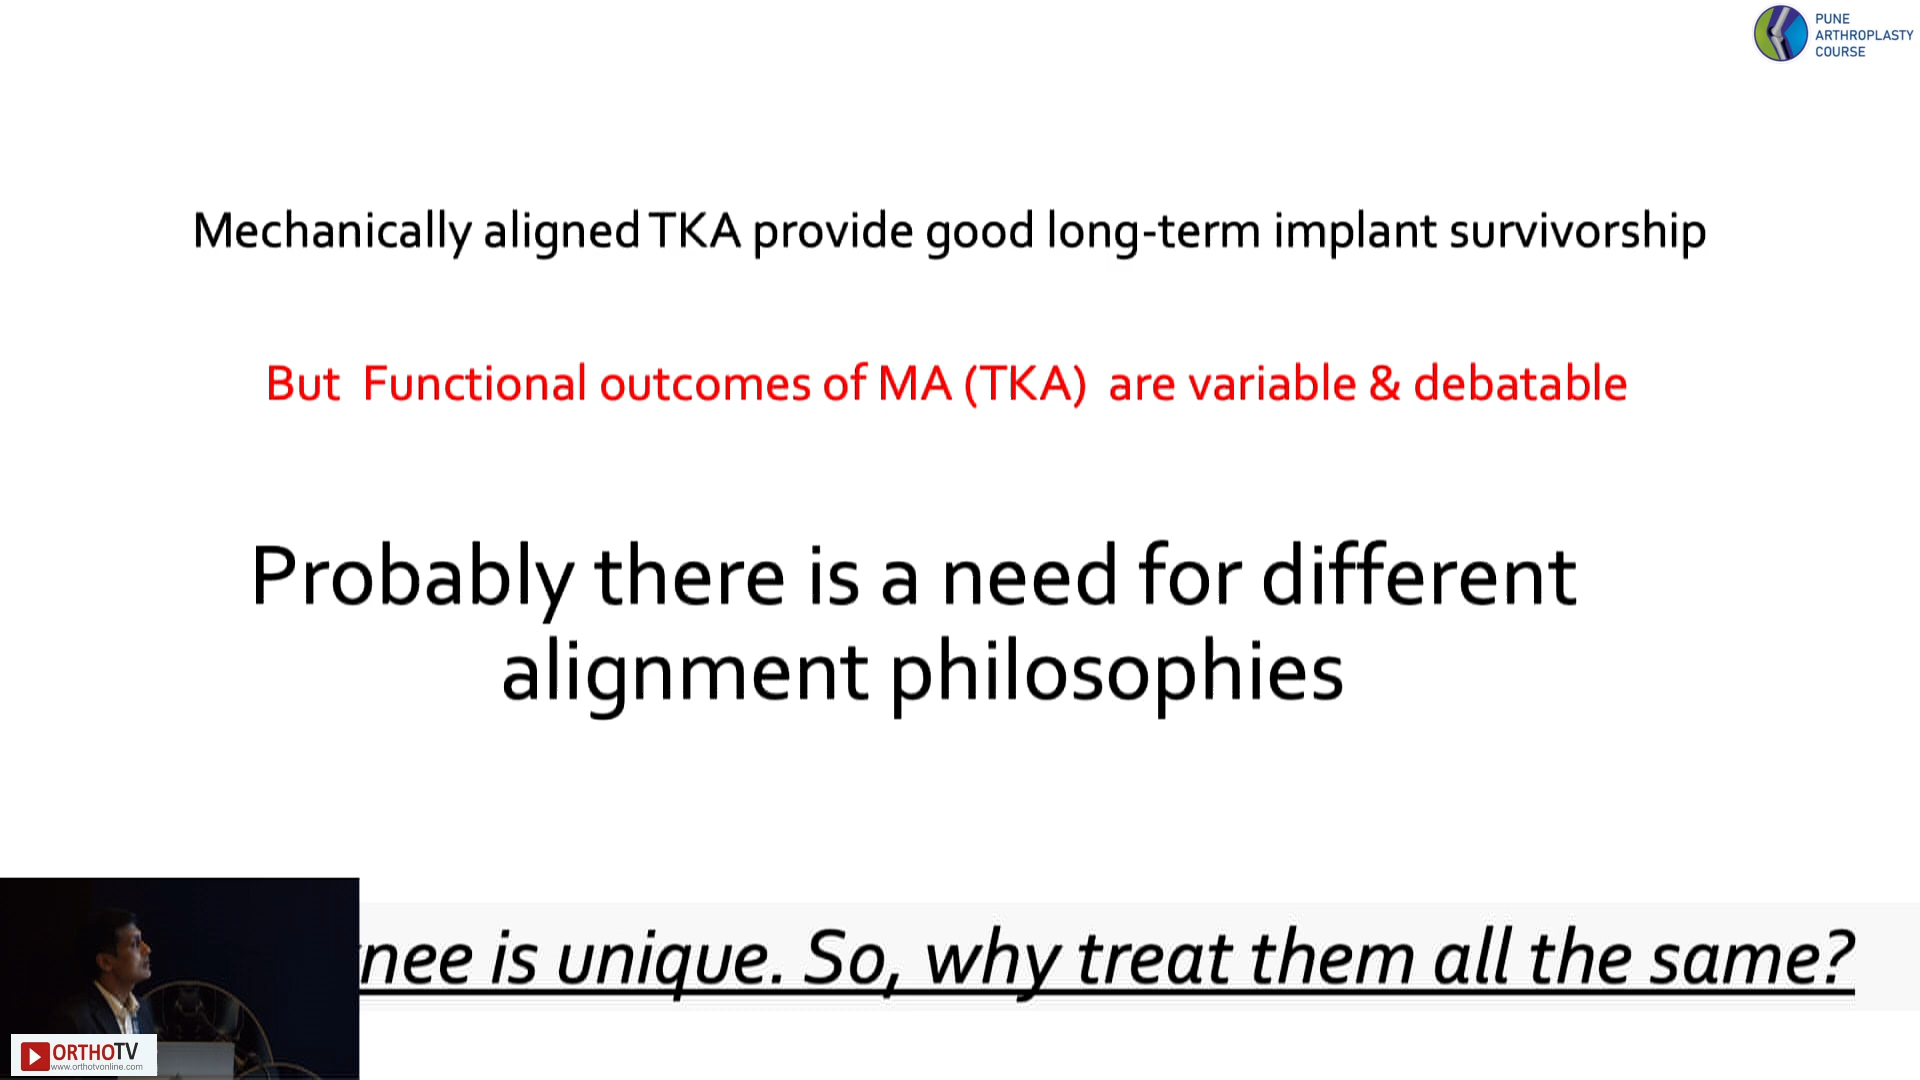 PUNE
ARTHROPLASTY
COURSE
Mechanically aligned TKA provide good long-term implant survivorship
But Functional outcomes of MA (TKA) are variable & debatable
Probably there is a need for different
alignment philosophies
nee is unique. So, why treat them all the same?
ORTHOTV
www.orthotvonline.com